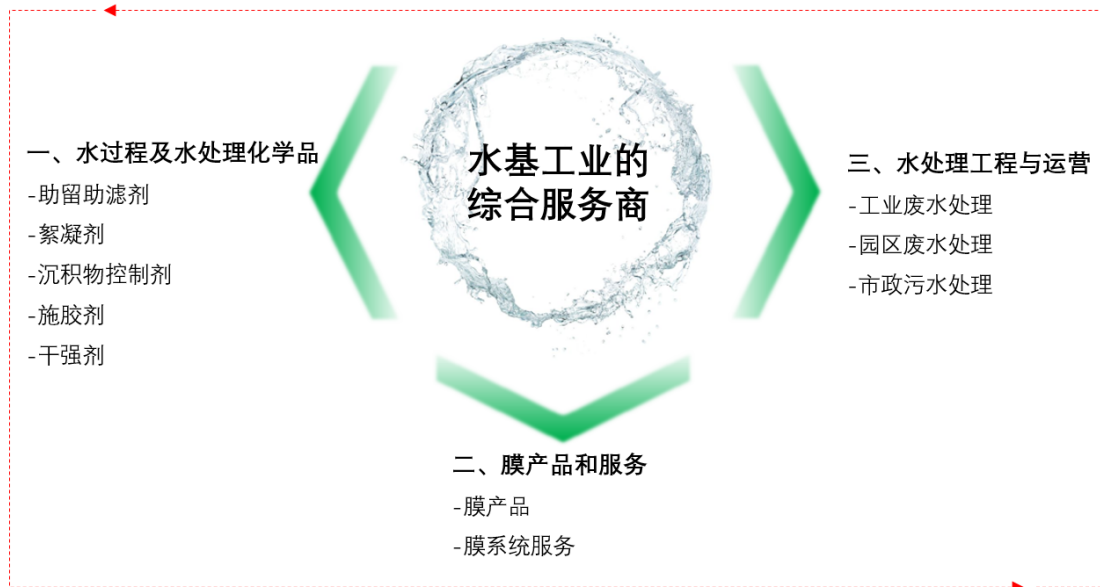 水基工业的
综合服务商
一、水过程及水处理化学品
-助留助滤剂
-絮凝剂
-沉积物控制剂
-施胶剂
-干强剂
二、膜产品和服务
-膜产品
-膜系统服务
三、水处理工程与运营
-工业废水处理
-园区废水处理
-市政污水处理